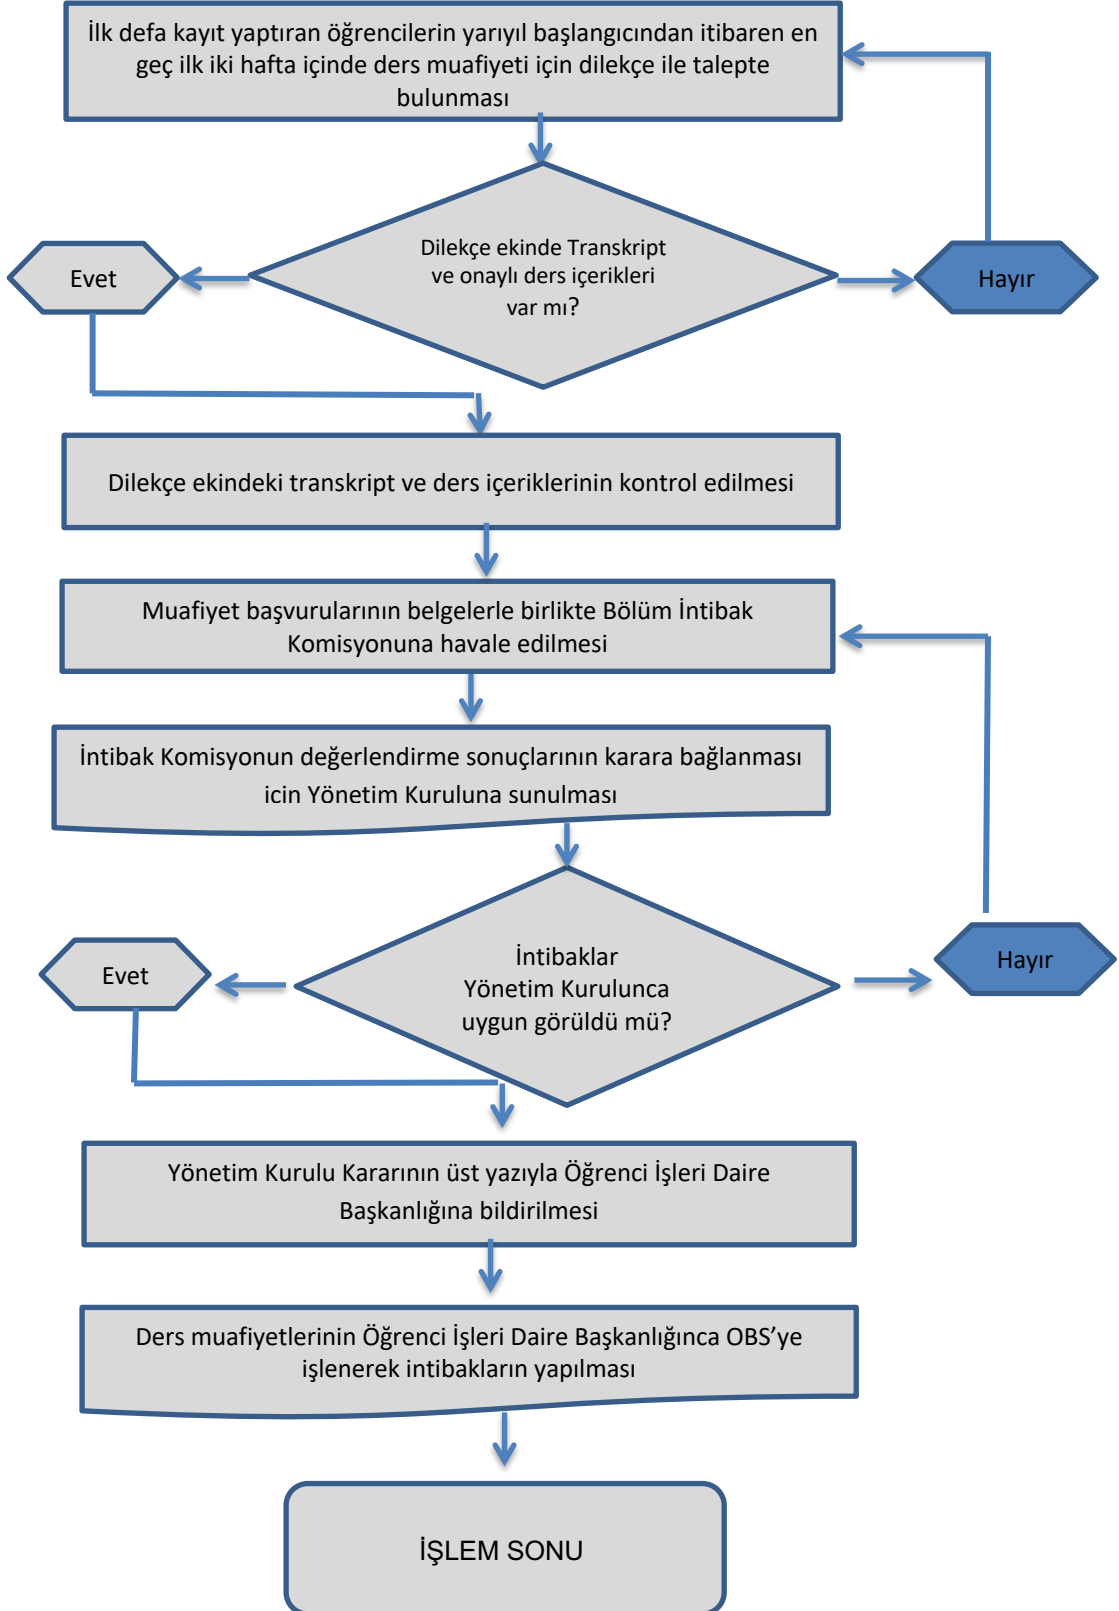 İlk defa kayıt yaptıran öğrencilerin yarıyıl başlangıcından itibaren en
geç ilk iki hafta içinde ders muafiyeti için dilekçe ile talepte
bulunması
Dilekçe ekinde Transkript
ve onaylı ders içerikleri
var mı?
Evet
Hayır
Dilekçe ekindeki transkript ve ders içeriklerinin kontrol edilmesi
Muafiyet başvurularının belgelerle birlikte Bölüm İntibak
Komisyonuna havale edilmesi
İntibak Komisyonun değerlendirme sonuçlarının karara bağlanması
için Yönetim Kuruluna sunulması
İntibaklar
Yönetim Kurulunca
uygun görüldü mü?
Evet
Hayır
Yönetim Kurulu Kararının üst yazıyla Öğrenci İşleri Daire
Başkanlığına bildirilmesi
Ders muafiyetlerinin Öğrenci İşleri Daire Başkanlığınca OBS’ye
işlenerek intibakların yapılması
İŞLEM SONU